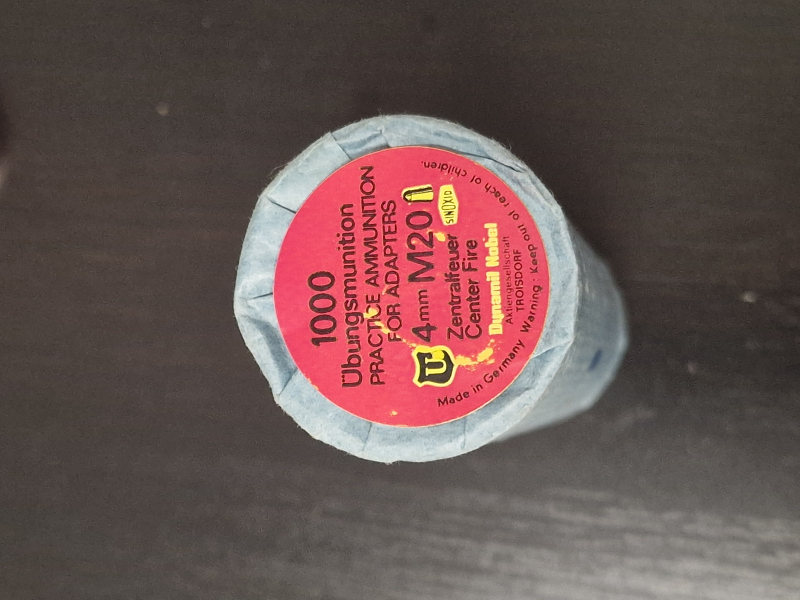 1000
Übungsmunition
PRACTICE AMMUNITION
FOR ADAPTERS
4mm M20
U
SINOXID
Zentralfeuer
Center Fire
Dynamit Nobel
Aktiengesellschaft
TROISDORF
Made in Germany Warning: Keep out of reach of children.